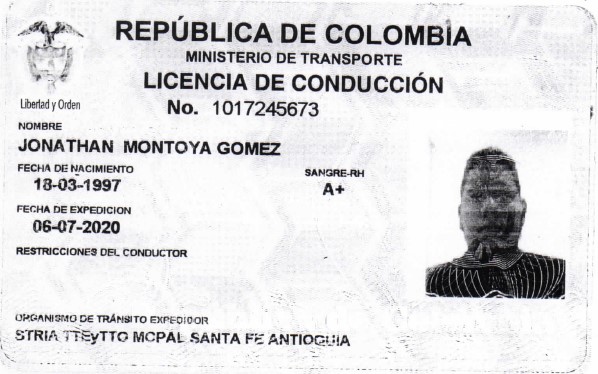 REPÚBLICA DE COLOMBIA
MINISTERIO DE TRANSPORTE
LICENCIA DE CONDUCCIÓN
Libertad y Orden
No. 1017245673
NOMBRE
JONATHAN MONTOYA GOMEZ
FECHA DE NACIMIENTO
18-03-1997
SANGRE-RH
A+
FECHA DE EXPEDICION
06-07-2020
RESTRICCIONES DEL CONDUCTOR
ORGANISMO DE TRÁNSITO EXPEDIDOR
STRIA TTEyTTO MCPAL SANTA FE ANTIOQUIA